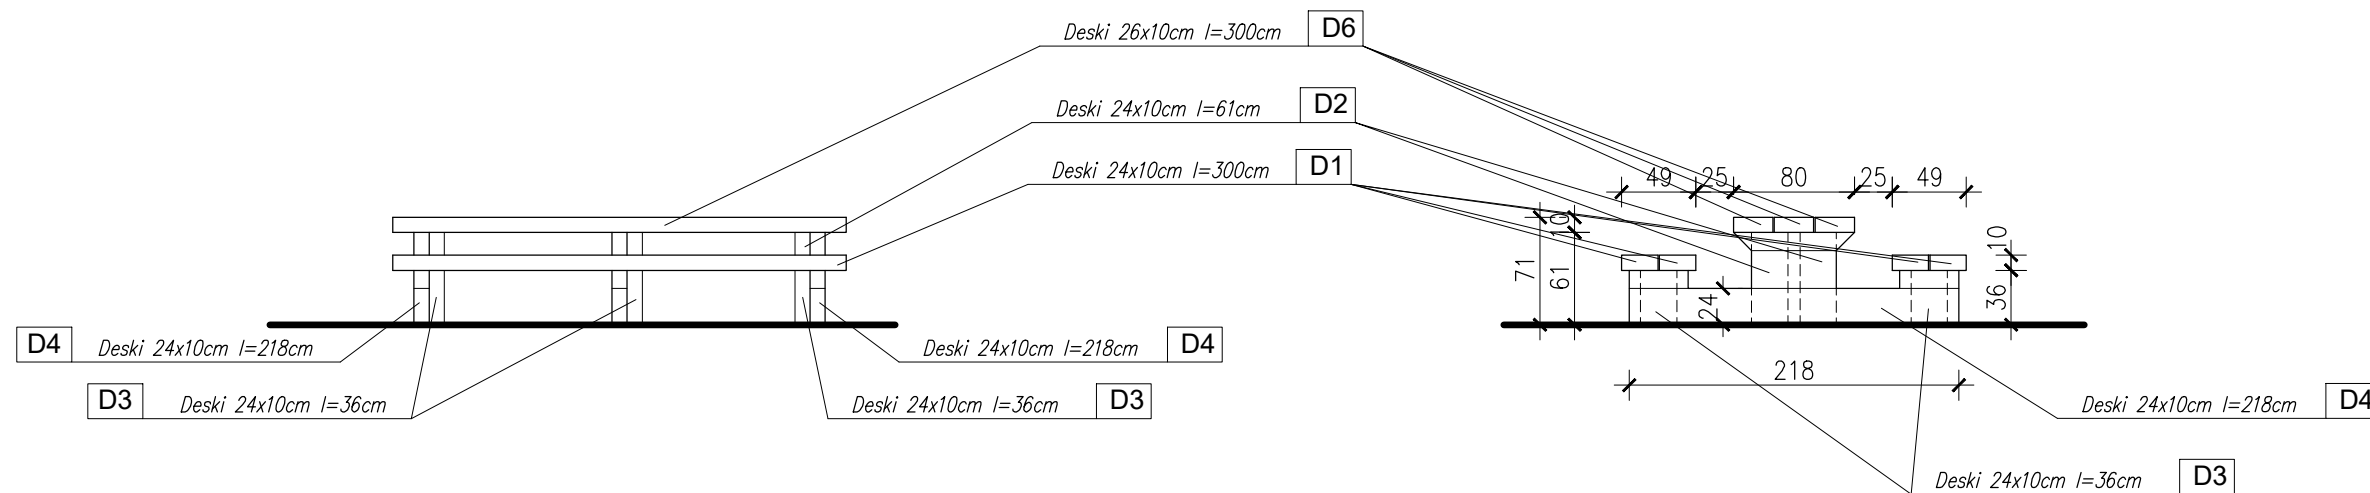 Deski 26x10cm l=300cm D6
Deski 24x10cm l=61cm D2
Deski 24x10cm l=300cm D1
49 25 80 25 49
10
71
61
24
10
36
D4 Deski 24x10cm l=218cm
Deski 24x10cm l=218cm D4
218
D3 Deski 24x10cm l=36cm
Deski 24x10cm l=36cm D3
Deski 24x10cm l=218cm D4
Deski 24x10cm l=36cm D3